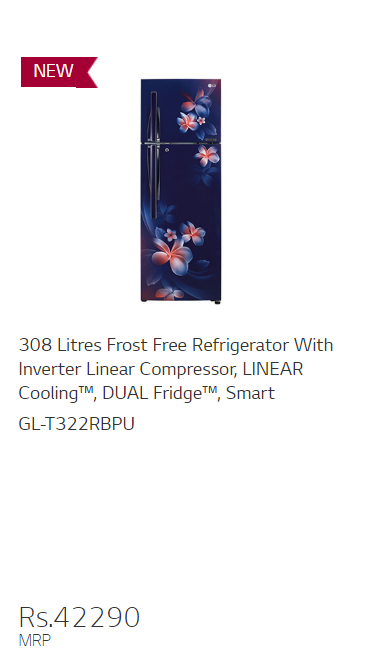 NEW
LG
308 Litres Frost Free Refrigerator With
Inverter Linear Compressor, LINEAR
Cooling™, DUAL Fridge™, Smart
GL-T322RBPU
Rs.42290
MRP